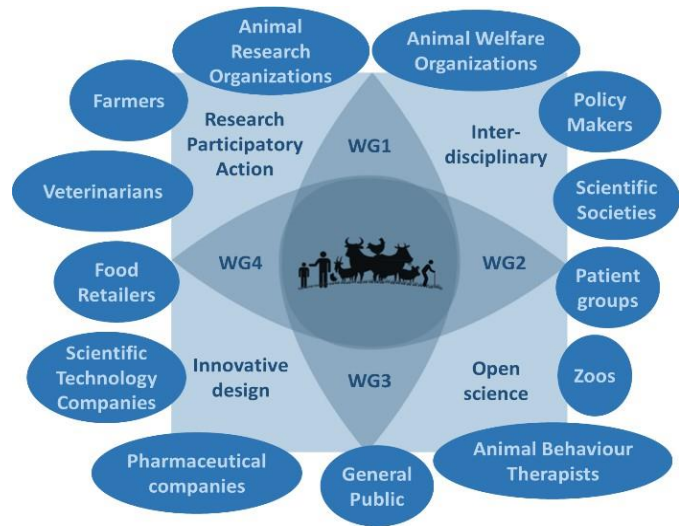 Animal
Research
Organizations
Animal Welfare
Organizations
Farmers
Policy
Makers
Research
Participatory
Action
WG1
Inter-
disciplinary
Veterinarians
Scientific
Societies
Food
Retailers
WG4
WG2
Patient
groups
Scientific
Technology
Companies
Innovative
design
WG3
Open
science
Zoos
Pharmaceutical
companies
General
Public
Animal Behaviour
Therapists